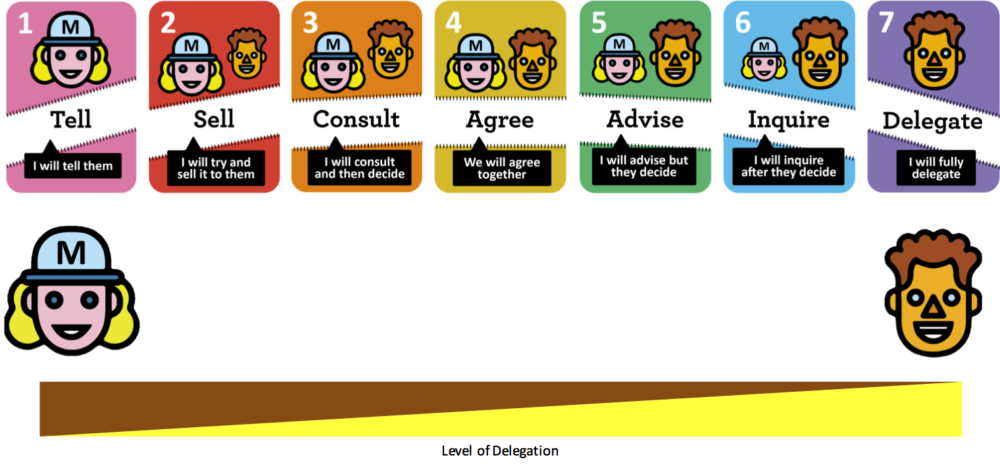 1
M
Tell
I will tell them
2
M
Sell
I will try and
sell it to them
3
M
Consult
I will consult
and then decide
4
M
Agree
We will agree
together
5
M
Advise
I will advise but
they decide
6
M
Inquire
I will inquire
after they decide
7
Delegate
I will fully
delegate
M
Level of Delegation